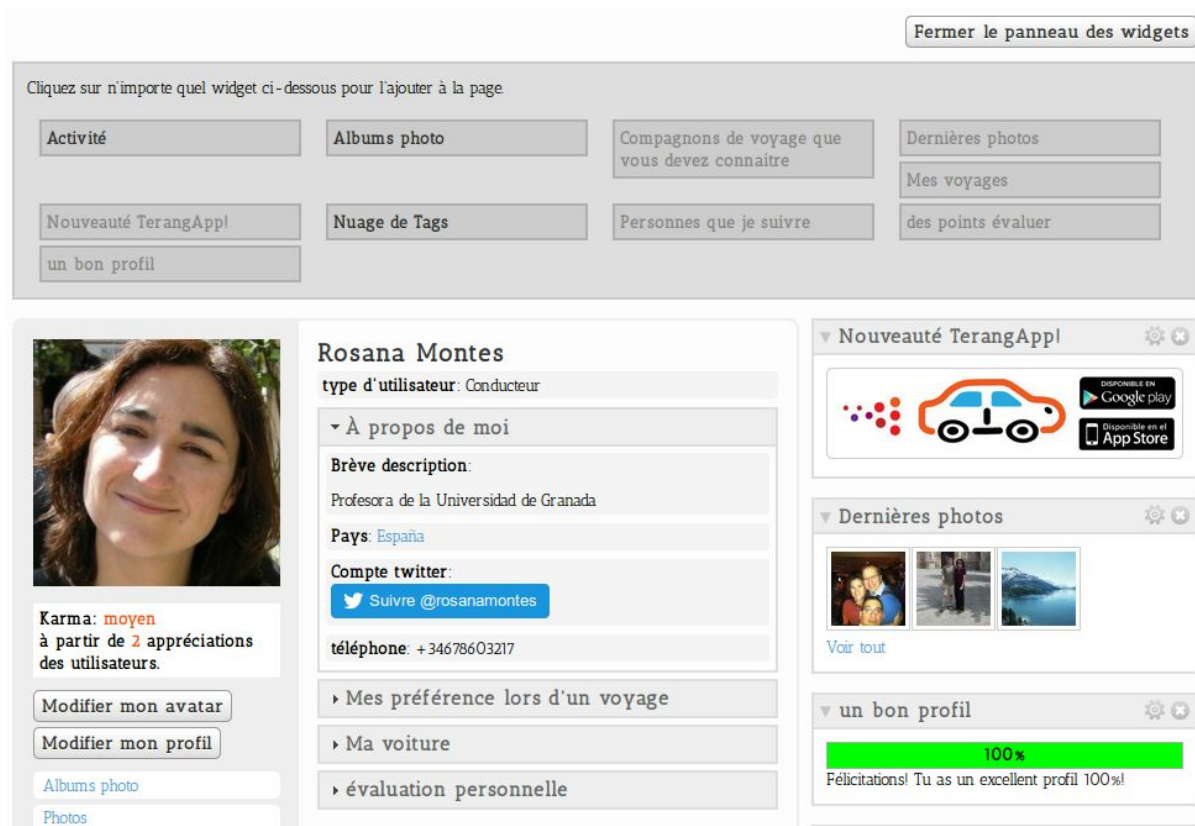 Fermer le panneau des widgets
Cliquez sur n'importe quel widget ci-dessous pour l'ajouter à la page.
Activité
Albums photo
Compagnons de voyage que
vous devez connaitre
Dernières photos
Mes voyages
Nouveauté TerangApp!
Nuage de Tags
Personnes que je suivre
des points évaluer
un bon profil
Karma: moyen
à partir de 2 appréciations
des utilisateurs.
Modifier mon avatar
Modifier mon profil
Albums photo
Photos
Rosana Montes
type d'utilisateur: Conducteur
À propos de moi
Brève description:
Profesora de la Universidad de Granada
Pays: España
Compte twitter:
Suivre @rosanamontes
téléphone: +34678603217
Mes préférence lors d'un voyage
Ma voiture
évaluation personnelle
Nouveauté TerangApp!
DISPONIBLE EN
Google play
Disponible en el
App Store
Dernières photos
Voir tout
un bon profil
100%
Félicitations! Tu as un excellent profil 100%!